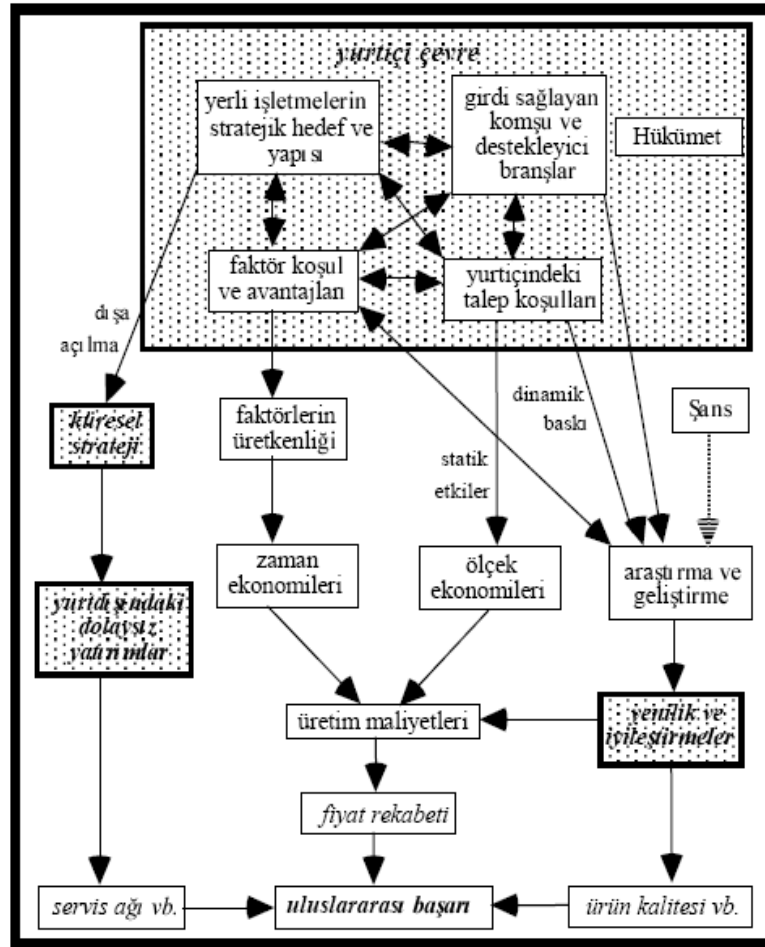 yurtiçi çevre
yerli işletmelerin
stratejik hedef ve
yapısı
girdi sağlayan
komşu ve
destekleyici
branşlar
Hükümet
faktör koşul
ve avantajları
yurtiçindeki
talep koşulları
dışa
açılma
küresel
strateji
faktörlerin
üretkenliği
dinamik
baskı
Şans
statik
etkiler
zaman
ekonomileri
ölçek
ekonomileri
araştırma ve
geliştirme
yurtdışındaki
dolaysız
yatırımlar
üretim maliyetleri
yenilik ve
iyileştirmeler
fiyat rekabeti
servis ağı vb.
uluslararası başarı
ürün kalitesi vb.